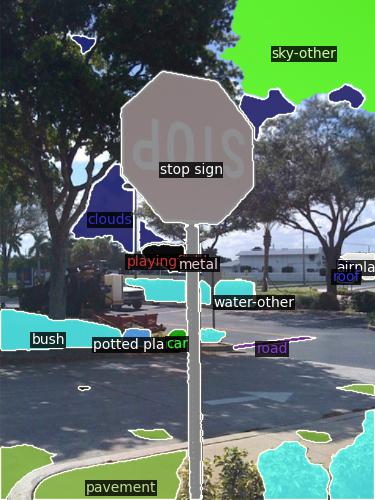 sky-other
STOP
stop sign
clouds
playing
metal
airpla
roof
water-other
bush
potted pla
car
road
pavement